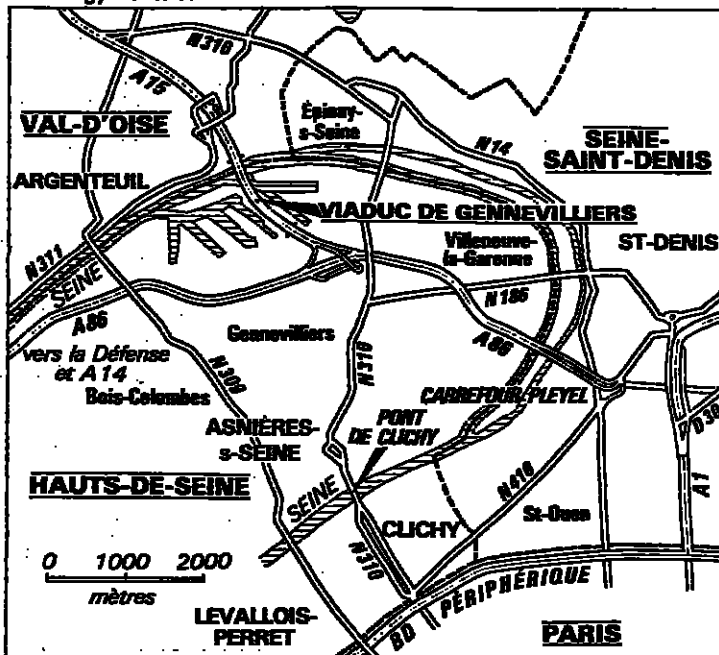 N310
A15
VAL-D'OISE
Épinay-
s-Seine
N14
SEINE-
SAINT-DENIS
ARGENTEUIL
VIADUC DE GENNEVILLIERS
Villeneuve-
la-Garenne
ST-DENIS
N311
SEINE
A86
N186
Gennevilliers
N310
A86
vers la Défense
et A14
N309
Bois-Colombes
CARREFOUR PLEYEL
ASNIÈRES-
s-SEINE
PONT
DE CLICHY
HAUTS-DE-SEINE
SEINE
N410
A1
CLICHY
St-Ouen
N310
0 1000 2000
mètres
BD PÉRIPHÉRIQUE
LEVALLOIS-
PERRET
PARIS